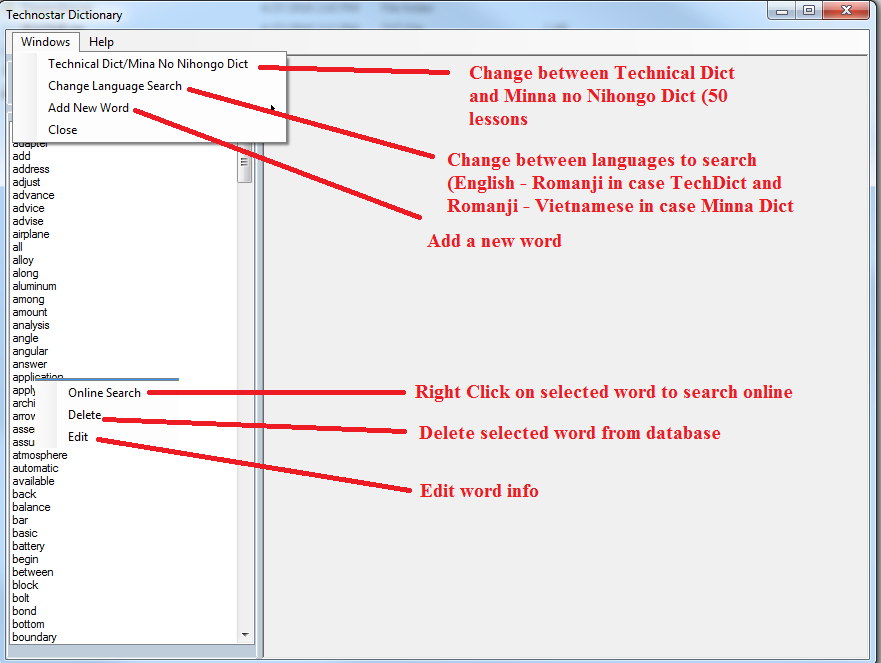 Technostar Dictionary
Windows Help
Technical Dict/Mina No Nihongo Dict
Change Language Search
Add New Word
Close
Change between Technical Dict
and Minna no Nihongo Dict (50
lessons
Change between languages to search
(English - Romanji in case TechDict and
Romanji - Vietnamese in case Minna Dict
Add a new word
adapter
add
address
adjust
advance
advice
advise
airplane
all
alloy
along
aluminum
among
amount
analysis
angle
angular
answer
application
apply
archi
arrov
asse
assu
atmosphere
automatic
available
back
balance
bar
basic
battery
begin
between
block
bolt
bond
bottom
boundary
Online Search
Delete
Edit
Right Click on selected word to search online
Delete selected word from database
Edit word info